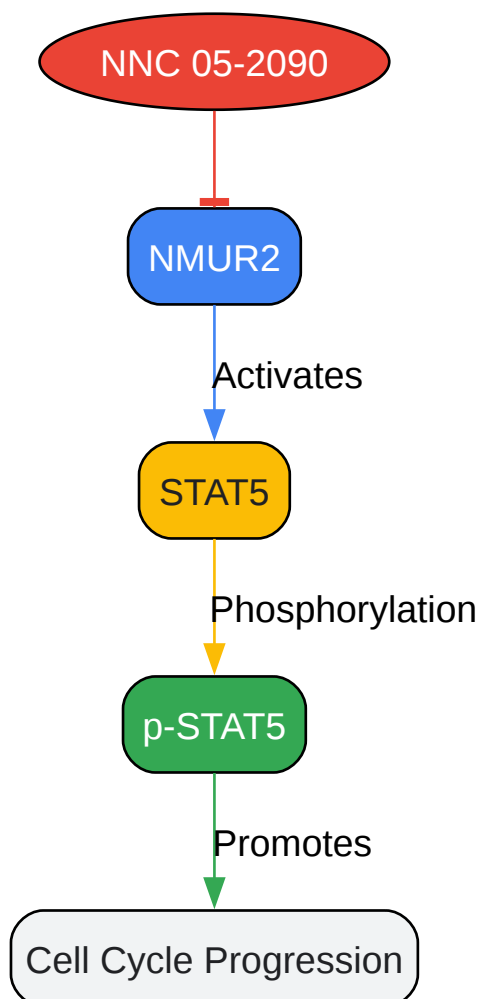 NNC 05-2090
NMUR2
Activates
STAT5
Phosphorylation
p-STAT5
Promotes
Cell Cycle Progression